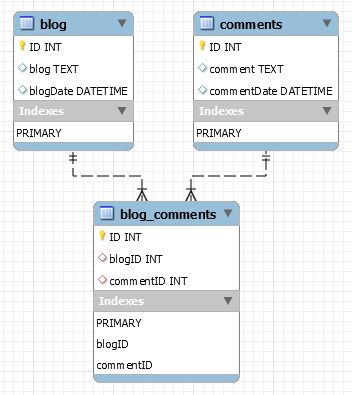 blog
ID INT
blog TEXT
blogDate DATETIME
Indexes
PRIMARY
comments
ID INT
comment TEXT
commentDate DATETIME
Indexes
PRIMARY
blog_comments
ID INT
blogID INT
commentID INT
Indexes
PRIMARY
blogID
commentID